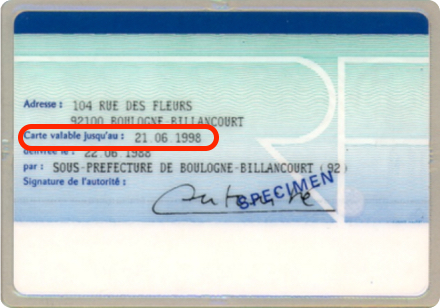 Adresse : 104 RUE DES FLEURS
92100 BOULOGNE-BILLANCOURT
Carte valable jusqu'au : 21.06.1998
délivrée le : 22.06.1988
par : SOUS-PREFECTURE DE BOULOGNE-BILLANCOURT (92)
Signature de l'autorité :
SPECIMEN